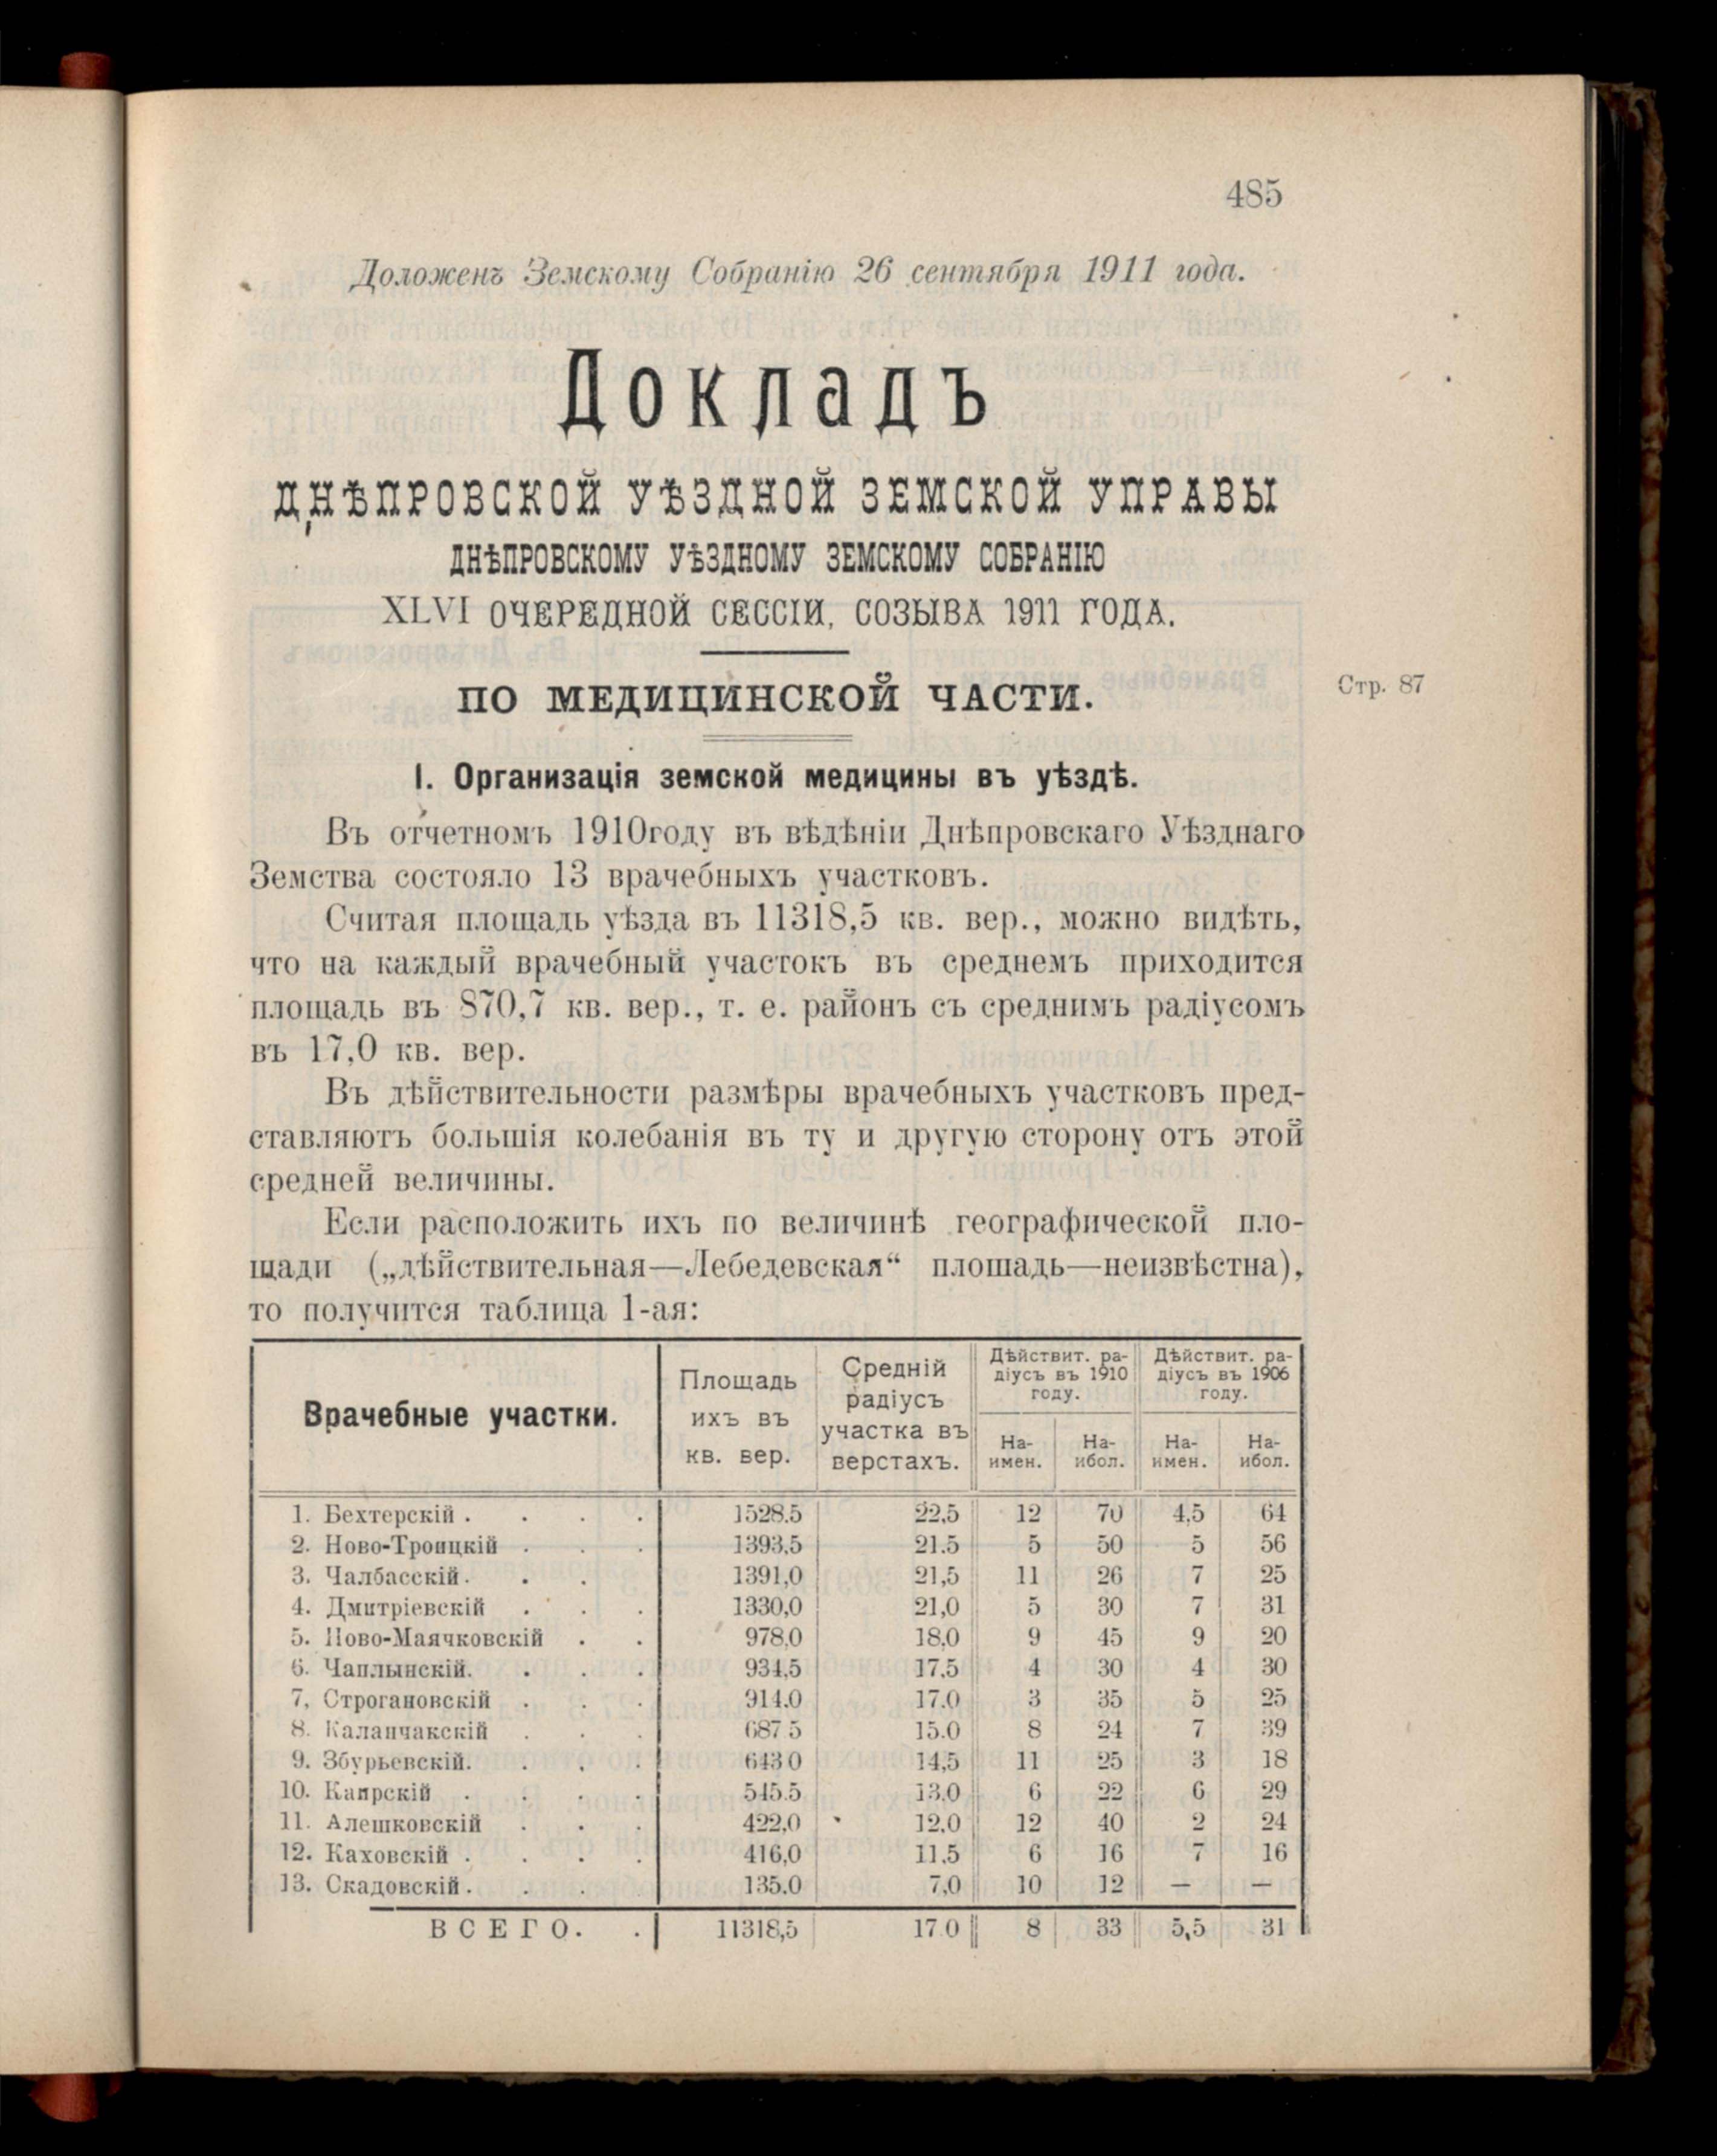 485
Доложенъ Земскому Собранію 26 сентября 1911 года.
Докладъ
ДНѢПРОВСКОЙ УѢЗДНОЙ ЗЕМСКОЙ УПРАВЫ
ДНѢПРОВСКОМУ УѢЗДНОМУ ЗЕМСКОМУ СОБРАНІЮ
XLVI ОЧЕРЕДНОЙ СЕССІИ, СОЗЫВА 1911 ГОДА.
ПО МЕДИЦИНСКОЙ ЧАСТИ.
Стр. 87
I. Организація земской медицины въ уѣздѣ.
Въ отчетномъ 1910году въ вѣдѣніи Днѣпровскаго Уѣзднаго
Земства состояло 13 врачебныхъ участковъ.
Считая площадь уѣзда въ 11318,5 кв. вер., можно видѣть,
что на каждый врачебный участокъ въ среднемъ приходится
площадь въ 870,7 кв. вер., т. е. районъ съ среднимъ радіусомъ
въ 17,0 кв. вер.
Въ дѣйствительности размѣры врачебныхъ участковъ пред-
ставляютъ большія колебанія въ ту и другую сторону отъ этой
средней величины.
Если расположить ихъ по величинѣ географической пло-
щади („дѣйствительная—Лебедевская“ площадь—неизвѣстна),
то получится таблица 1-ая:
Врачебные участки.
Площадь
ихъ въ
кв. вер.
Средній
радіусъ
участка въ
верстахъ.
Дѣйствит. ра-
діусъ въ 1910
году.
Дѣйствит. ра-
діусъ въ 1906
году.
На-
имен.
На-
ибол.
На-
имен.
На-
ибол.
1. Бехтерскій . . . . 1528.5 22,5 12 70 4,5 64
2. Ново-Троицкій . . . 1393,5 21.5 5 50 5 56
3. Чалбасскій . . . 1391,0 21,5 11 26 7 25
4. Дмитріевскій . . . 1330,0 21,0 5 30 7 31
5. Ново-Маячковскій . . 978,0 18,0 9 45 9 20
6. Чаплынскій. . . . 934,5 17.5 4 30 4 30
7, Строгановскій . . . 914.0 17.0 3 35 5 25
8. Каланчакскій . . . 687 5 15.0 8 24 7 39
9. Збурьевскій. . . . 643 0 14,5 11 25 3 18
10. Каирскій . . . . 545.5 13,0 6 22 6 29
11. Алешковскій . . . 422,0 12,0 12 40 2 24
12. Каховскій . . . . 416,0 11,5 6 16 7 16
13. Скадовскій . . . . 135.0 7,0 10 12 — —
ВСЕГО. . 11318,5 17 0 8 33 5,5 31